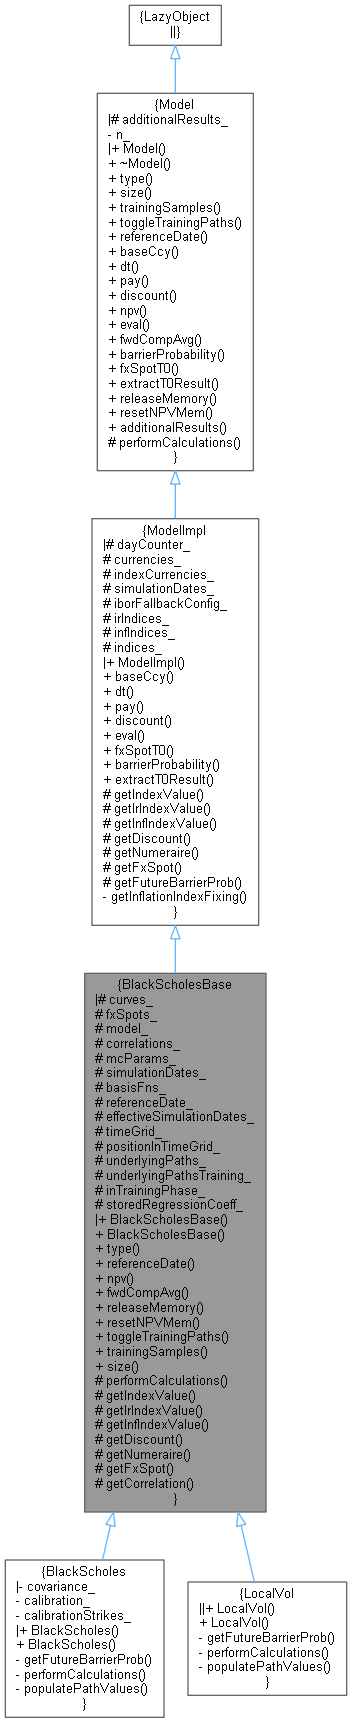 {LazyObject
||}
{Model
|# additionalResults_
- n_
|+ Model()
+ ~Model()
+ type()
+ size()
+ trainingSamples()
+ toggleTrainingPaths()
+ referenceDate()
+ baseCcy()
+ dt()
+ pay()
+ discount()
+ npv()
+ eval()
+ fwdCompAvg()
+ barrierProbability()
+ fxSpotT0()
+ extractT0Result()
+ releaseMemory()
+ resetNPVMem()
+ additionalResults()
# performCalculations()
}
{ModelImpl
|# dayCounter_
# currencies_
# indexCurrencies_
# simulationDates_
# iborFallbackConfig_
# irIndices_
# infIndices_
# indices_
|+ ModelImpl()
+ baseCcy()
+ dt()
+ pay()
+ discount()
+ eval()
+ fxSpotT0()
+ barrierProbability()
+ extractT0Result()
# getIndexValue()
# getIrIndexValue()
# getInfIndexValue()
# getDiscount()
# getNumeraire()
# getFxSpot()
# getFutureBarrierProb()
- getInflationIndexFixing()
}
{BlackScholesBase
|# curves_
# fxSpots_
# model_
# correlations_
# mcParams_
# simulationDates_
# basisFns_
# referenceDate_
# effectiveSimulationDates_
# timeGrid_
# positionInTimeGrid_
# underlyingPaths_
# underlyingPathsTraining_
# inTrainingPhase_
# storedRegressionCoeff_
|+ BlackScholesBase()
+ BlackScholesBase()
+ type()
+ referenceDate()
+ npv()
+ fwdCompAvg()
+ releaseMemory()
+ resetNPVMem()
+ toggleTrainingPaths()
+ trainingSamples()
+ size()
# performCalculations()
# getIndexValue()
# getIrIndexValue()
# getInfIndexValue()
# getDiscount()
# getNumeraire()
# getFxSpot()
# getCorrelation()
}
{BlackScholes
|- covariance_
- calibration_
- calibrationStrikes_
|+ BlackScholes()
+ BlackScholes()
- getFutureBarrierProb()
- performCalculations()
- populatePathValues()
}
{LocalVol
||+ LocalVol()
+ LocalVol()
- getFutureBarrierProb()
- performCalculations()
- populatePathValues()
}